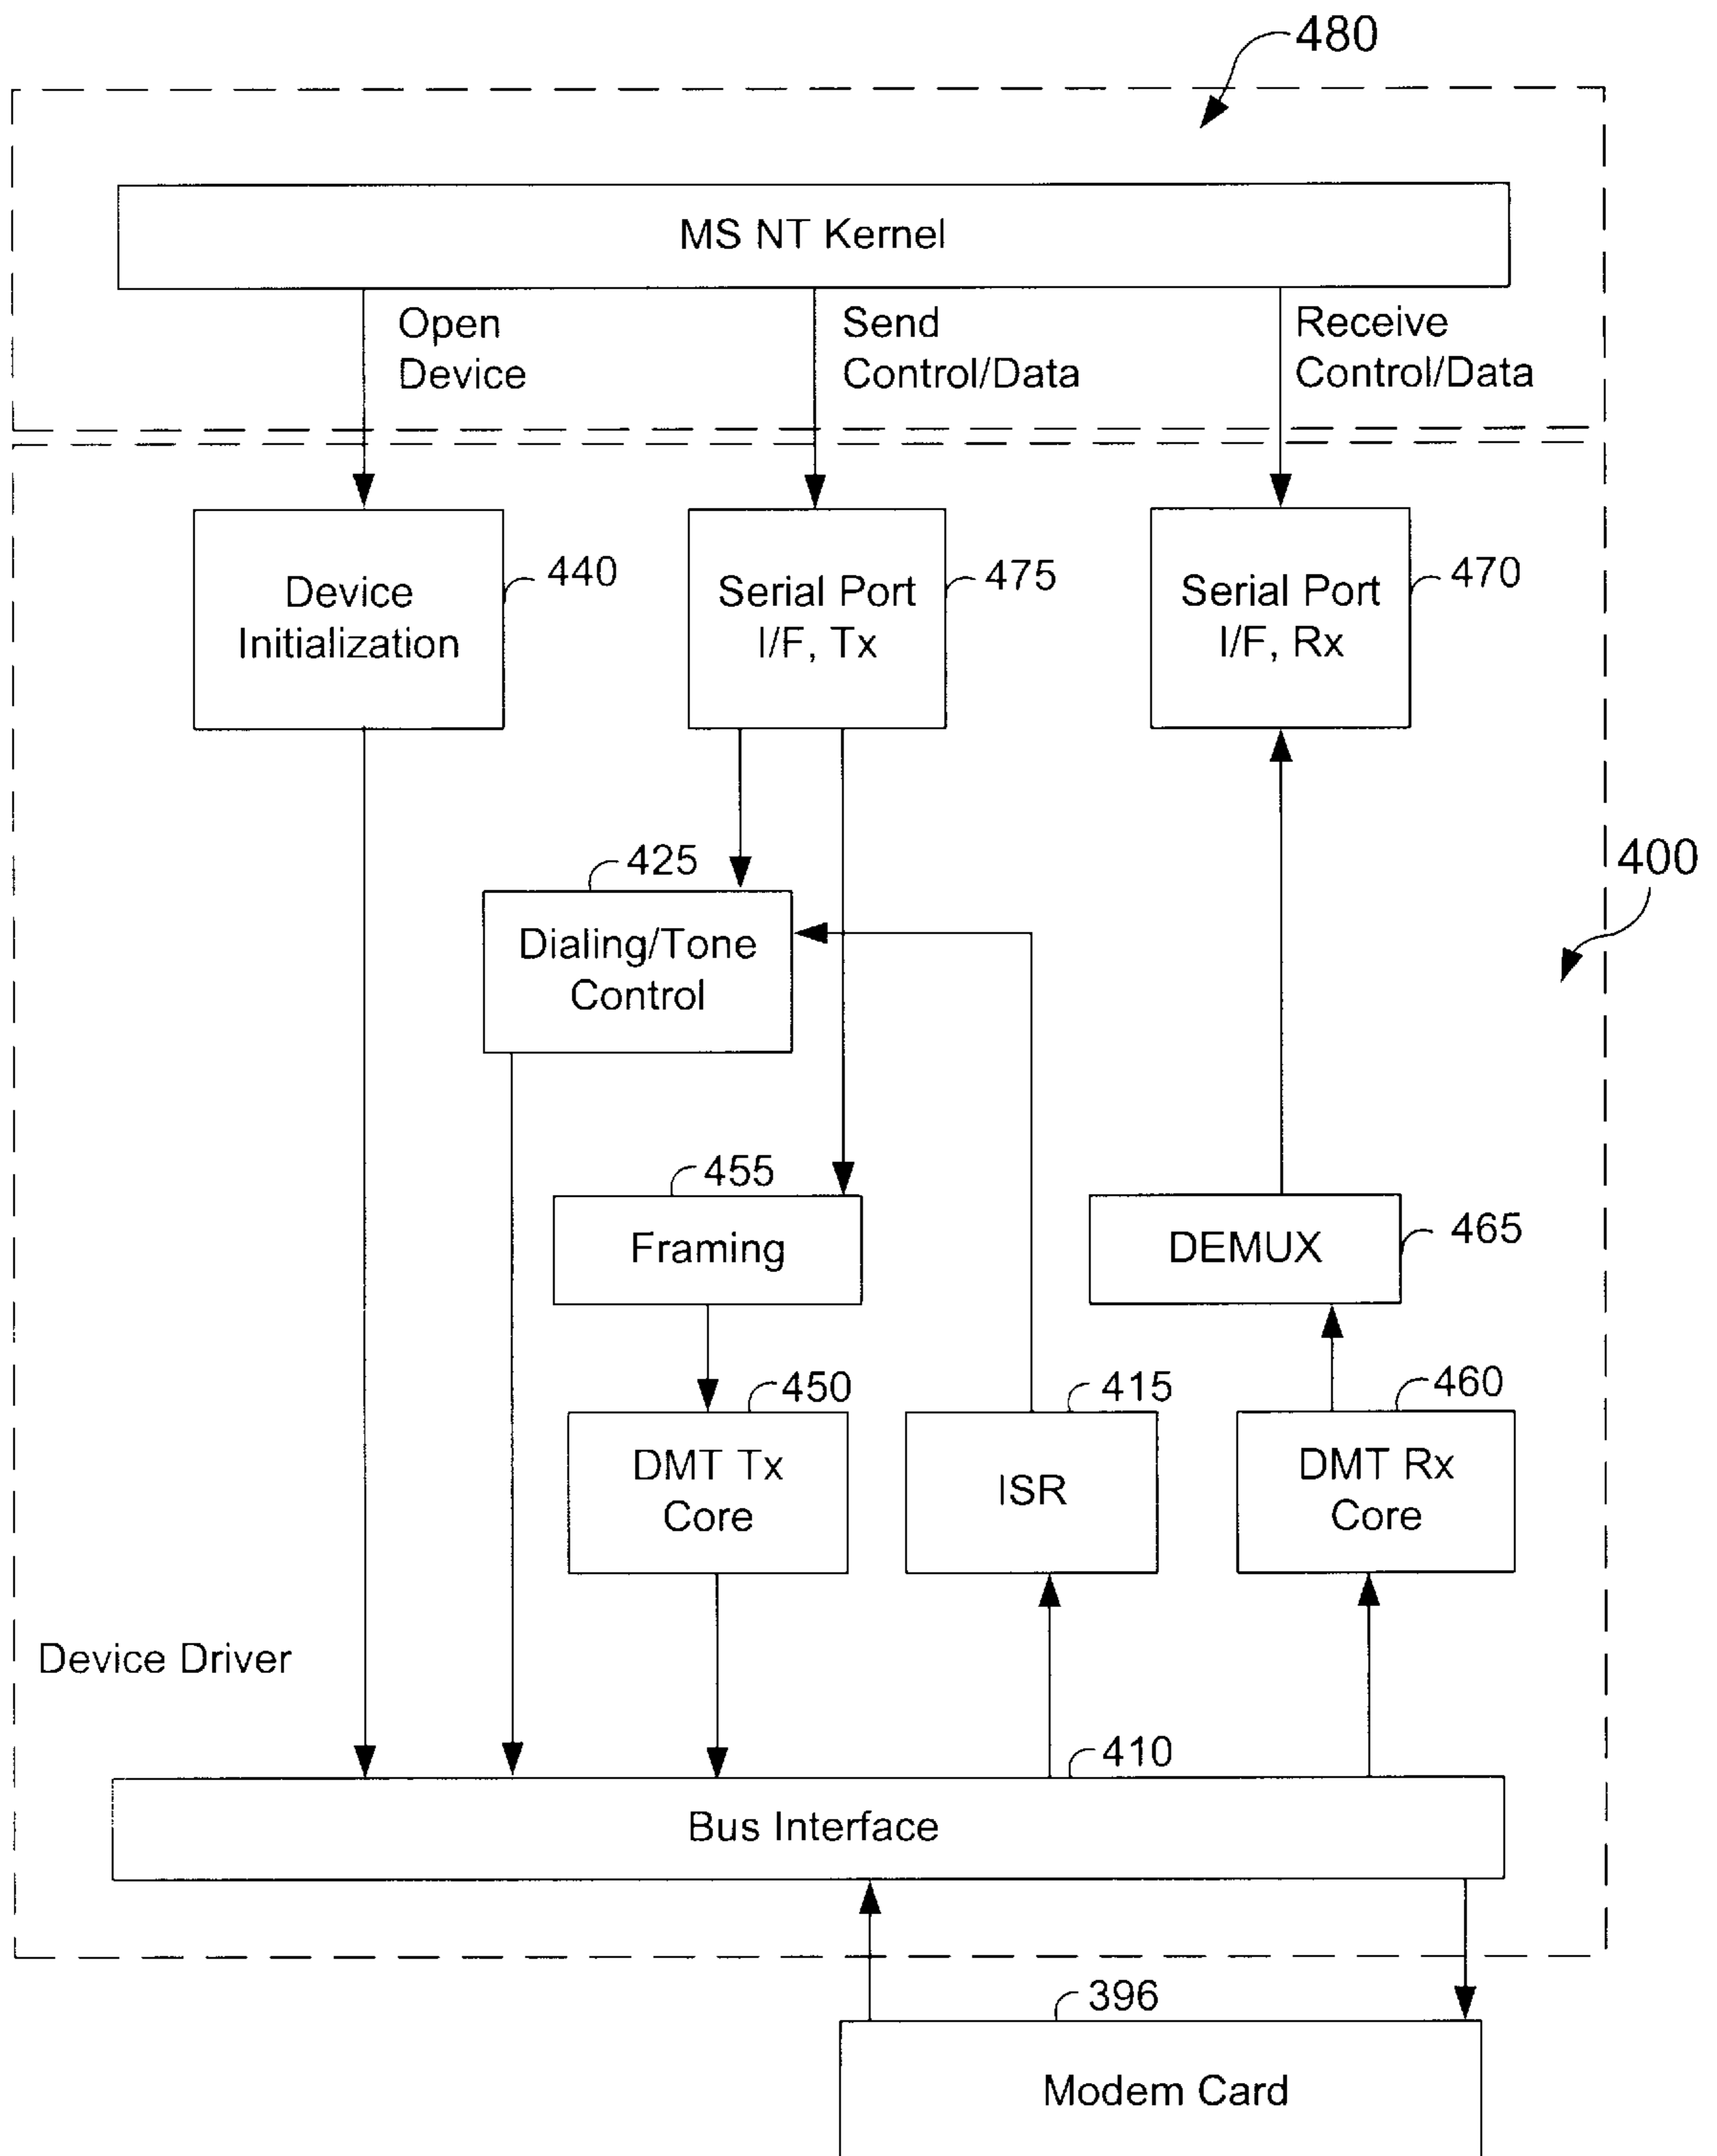 480
MS NT Kernel
Open
Device
Send
Control/Data
Receive
Control/Data
Device
Initialization
440
Serial Port
I/F, Tx
475
Serial Port
I/F, Rx
470
400
425
Dialing/Tone
Control
455
Framing
DEMUX
465
450
DMT Tx
Core
415
ISR
460
DMT Rx
Core
Device Driver
410
Bus Interface
396
Modem Card